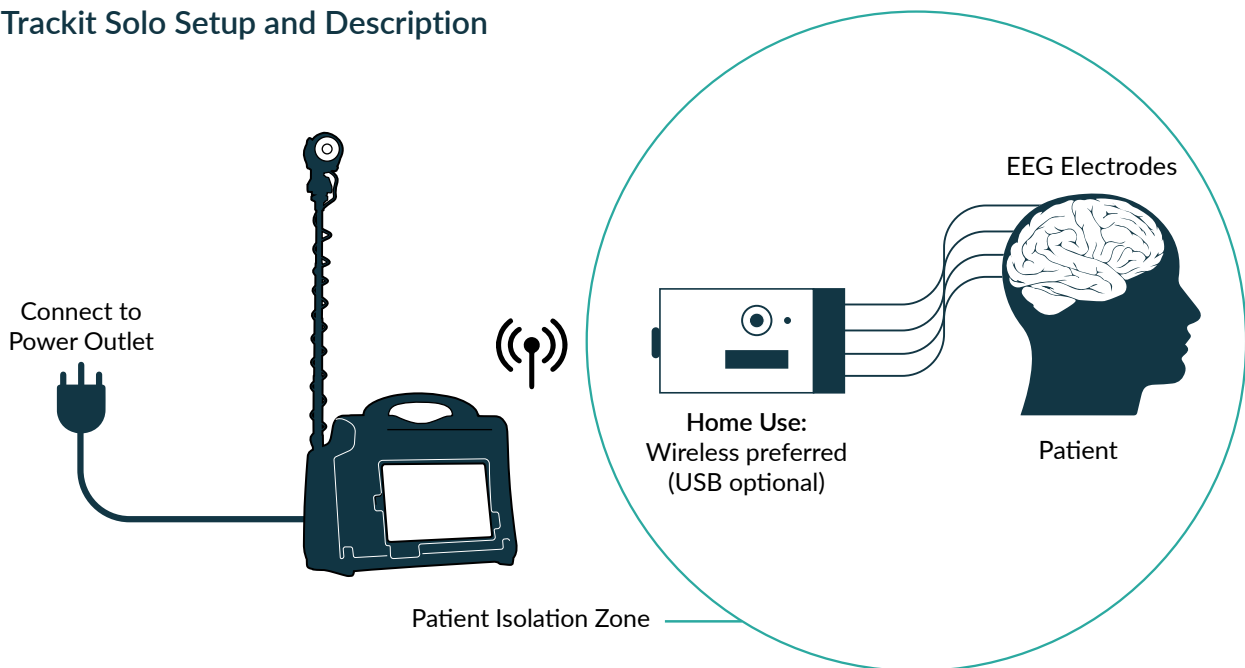 Trackit Solo Setup and Description
EEG Electrodes
Connect to
Power Outlet
Home Use:
Wireless preferred
(USB optional)
Patient
Patient Isolation Zone